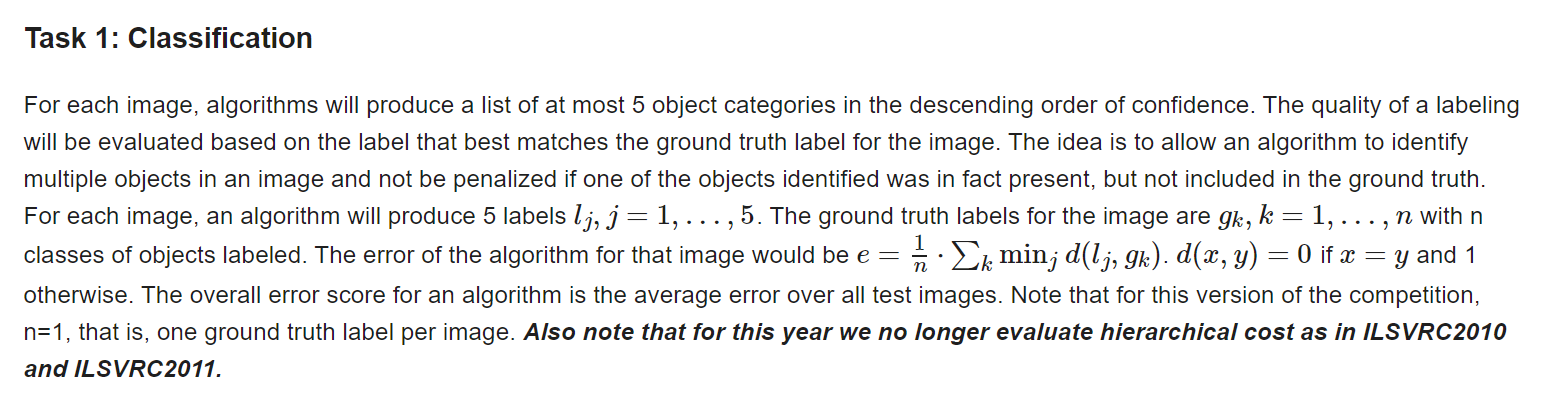 Task 1: Classification
For each image, algorithms will produce a list of at most 5 object categories in the descending order of confidence. The quality of a labeling
will be evaluated based on the label that best matches the ground truth label for the image. The idea is to allow an algorithm to identify
multiple objects in an image and not be penalized if one of the objects identified was in fact present, but not included in the ground truth.
For each image, an algorithm will produce 5 labels $l_j, j = 1, \ldots, 5$. The ground truth labels for the image are $g_k, k = 1, \ldots, n$ with n
classes of objects labeled. The error of the algorithm for that image would be $e = \frac{1}{n} \cdot \sum_k \min_j d(l_j, g_k)$. $d(x, y) = 0$ if $x = y$ and 1
otherwise. The overall error score for an algorithm is the average error over all test images. Note that for this version of the competition,
n=1, that is, one ground truth label per image. Also note that for this year we no longer evaluate hierarchical cost as in ILSVRC2010
and ILSVRC2011.